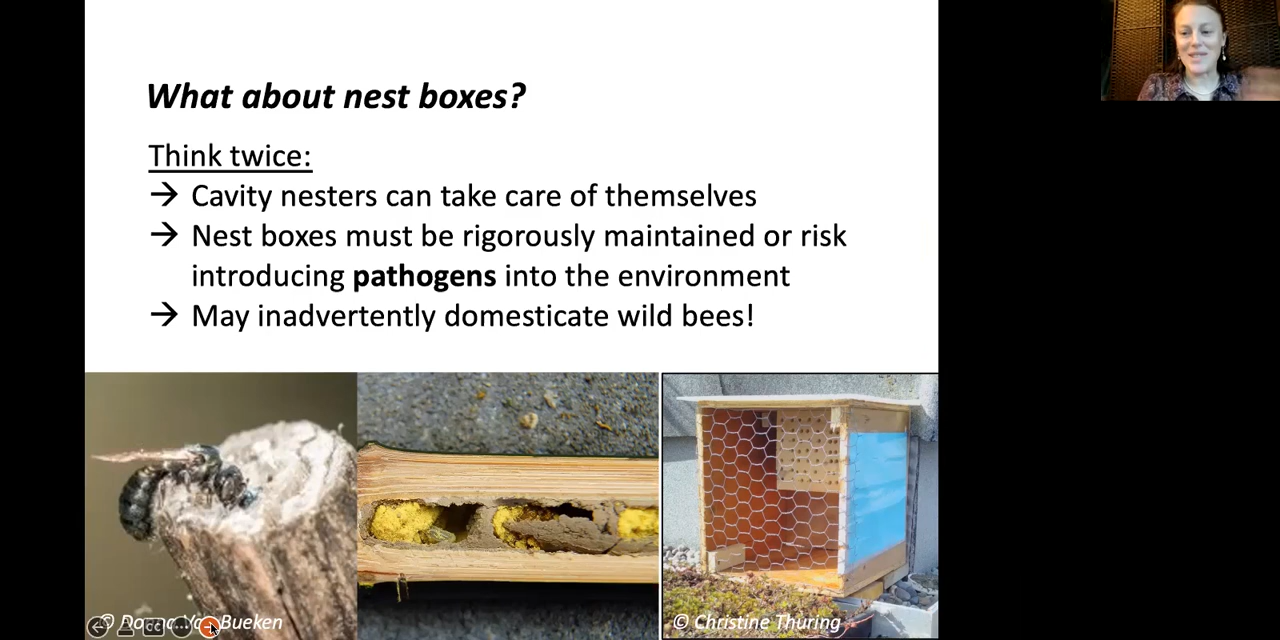 What about nest boxes?
Think twice:
→ Cavity nesters can take care of themselves
→ Nest boxes must be rigorously maintained or risk
introducing pathogens into the environment
→ May inadvertently domesticate wild bees!
© Bueken
CC
© Christine Thuring